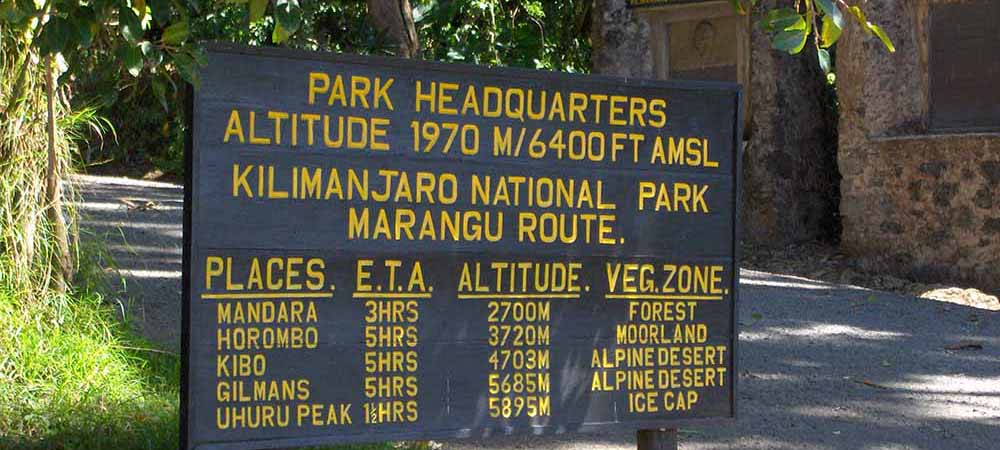 PARK HEADQUARTERS
ALTITUDE 1970 M/6400 FT AMSL
KILIMANJARO NATIONAL PARK
MARANGU ROUTE.
PLACES. E.T.A. ALTITUDE. VEG.ZONE.
MANDARA 3HRS 2700M FOREST
HOROMBO 5HRS 3720M MOORLAND
KIBO 5HRS 4703M ALPINE DESERT
GILMANS 5HRS 5685M ALPINE DESERT
UHURU PEAK 1½HRS 5895M ICE CAP